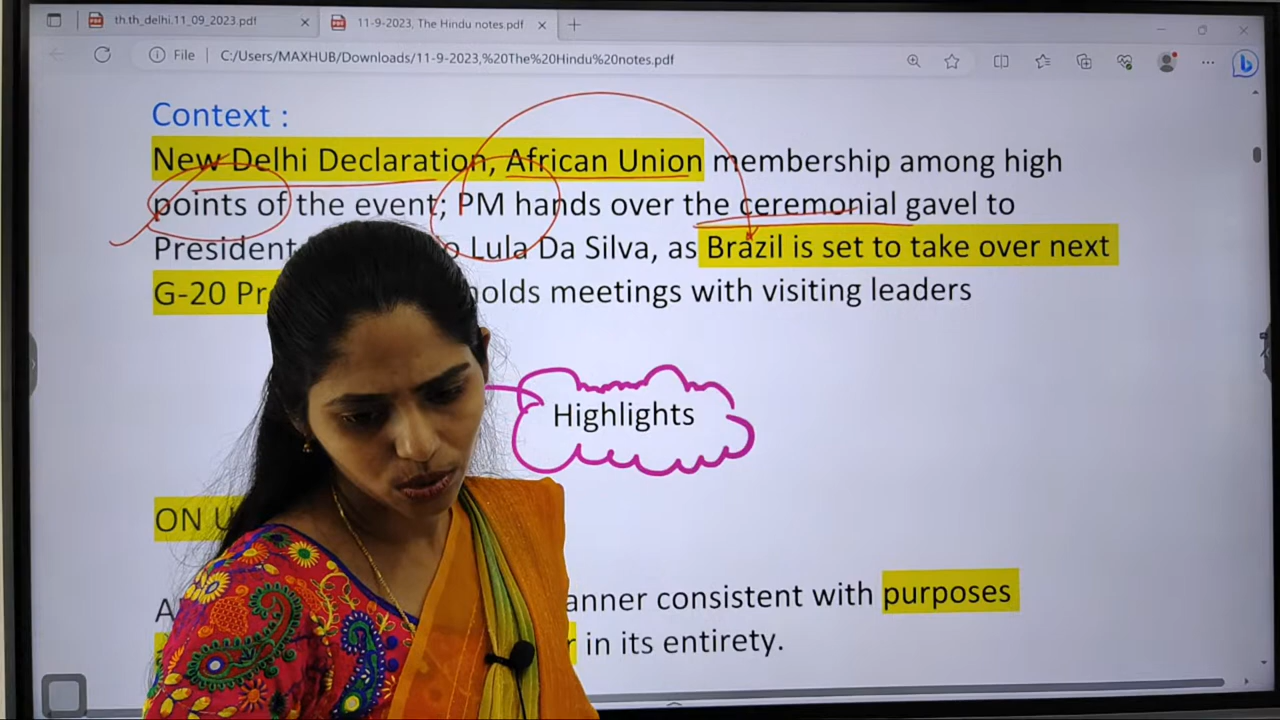 th.th_delhi.11_09_2023.pdf
11-9-2023, The Hindu notes.pdf
File
C:/Users/MAXHUB/Downloads/11-9-2023,%20The%20Hindu%20notes.pdf
Context :
New Delhi Declaration, African Union membership among high
points of the event; PM hands over the ceremonial gavel to
President Lula Da Silva, as Brazil is set to take over next
G-20 holds meetings with visiting leaders
Highlights
ON
anner consistent with purposes
in its entirety.